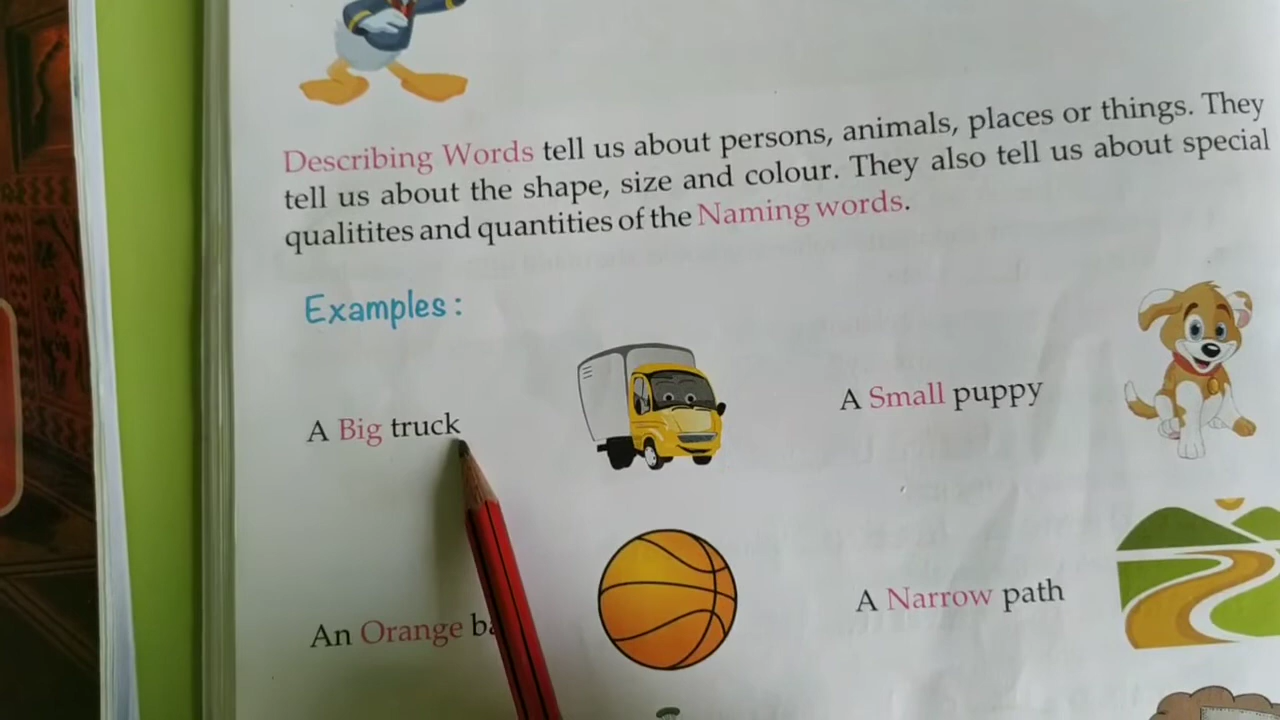 Describing Words tell us about persons, animals, places or things. They
tell us about the shape, size and colour. They also tell us about special
qualitites and quantities of the Naming words.
Examples :
A Big truck
A Small puppy
An Orange
A Narrow path